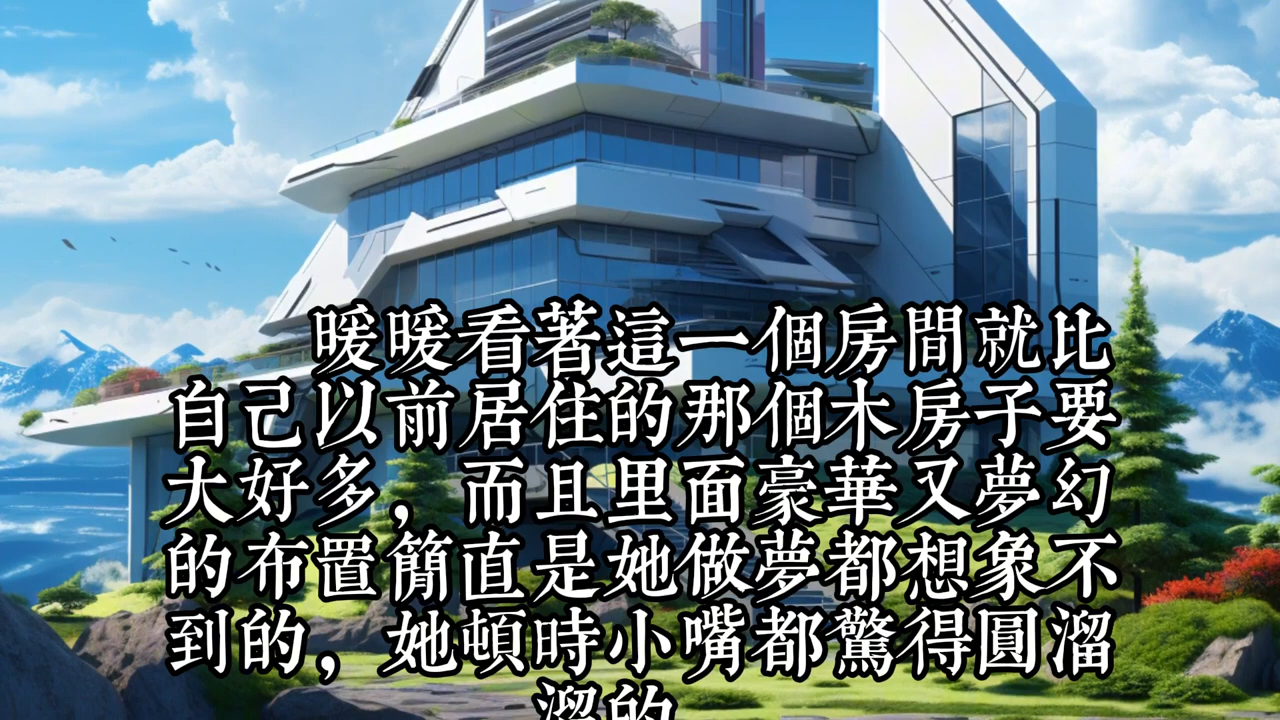 暖暖看著這一個房間就比
自己以前居住的那個木房子要
大好多，而且里面豪華又夢幻
的布置簡直是她做夢都想象不
到的，她頓時小嘴都驚得圓溜
溜的